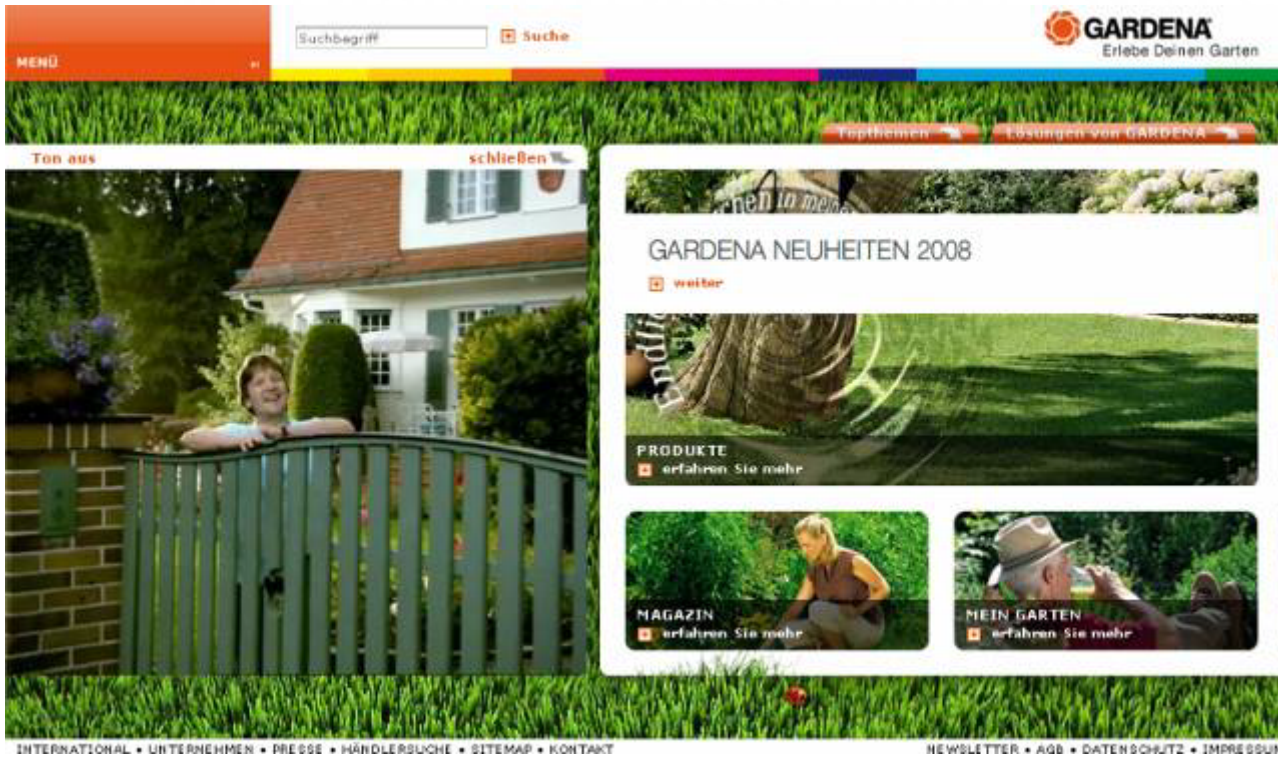 MENÜ
Suchbegriff
Suche
GARDENA
Erlebe Deinen Garten
Topthemen
Lösungen von GARDENA
Ton aus
schließen
GARDENA NEUHEITEN 2008
weiter
PRODUKTE
erfahren Sie mehr
MAGAZIN
erfahren Sie mehr
MEIN GARTEN
erfahren Sie mehr
INTERNATIONAL • UNTERNEHMEN • PRESSE • HÄNDLERSUCHE • SITEMAP • KONTAKT
NEWSLETTER • AGB • DATENSCHUTZ • IMPRESSUM